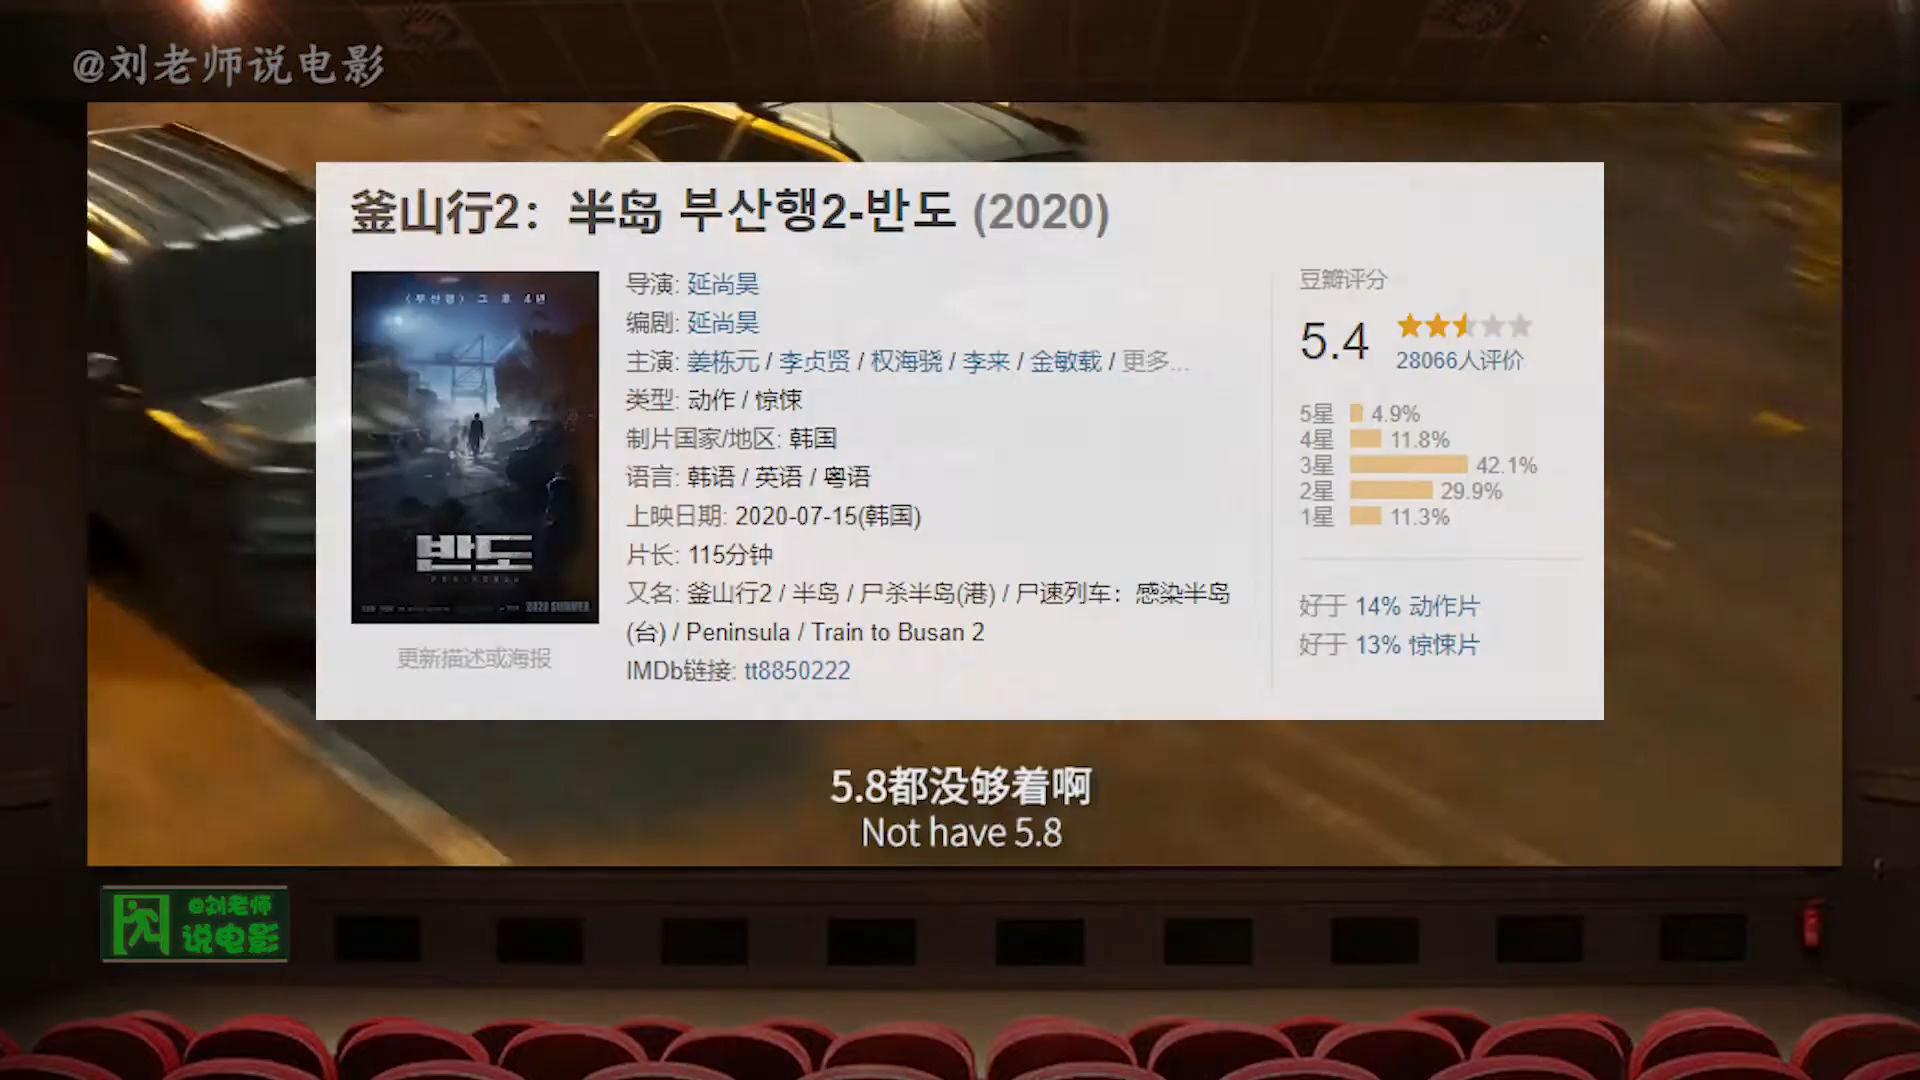 @刘老师说电影
釜山行2：半岛 부산행2-반도 (2020)
<부산행> 그 후 4년
반도
PENINSULA
2020 SUMMER
更新描述或海报
导演: 延尚昊
编剧: 延尚昊
主演: 姜栋元 / 李贞贤 / 权海骁 / 李来 / 金敏载 / 更多...
类型: 动作 / 惊悚
制片国家/地区: 韩国
语言: 韩语 / 英语 / 粤语
上映日期: 2020-07-15(韩国)
片长: 115分钟
又名: 釜山行2 / 半岛 / 尸杀半岛(港) / 尸速列车：感染半岛
(台) / Peninsula / Train to Busan 2
IMDb链接: tt8850222
豆瓣评分
5.4
28066人评价
5星 4.9%
4星 11.8%
3星 42.1%
2星 29.9%
1星 11.3%
好于 14% 动作片
好于 13% 惊悚片
5.8都没够着啊
Not have 5.8
@刘老师
说电影